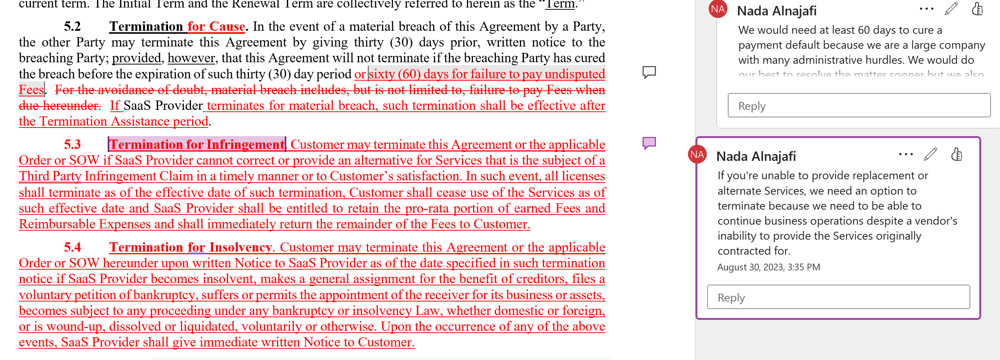 current term. The Initial Term and the Renewal Term are collectively referred to herein as the “Term.”
5.2 Termination for Cause. In the event of a material breach of this Agreement by a Party,
the other Party may terminate this Agreement by giving thirty (30) days prior, written notice to the
breaching Party; provided, however, that this Agreement will not terminate if the breaching Party has cured
the breach before the expiration of such thirty (30) day period or sixty (60) days for failure to pay undisputed
Fees. For the avoidance of doubt, material breach includes, but is not limited to, failure to pay Fees when
due hereunder. If SaaS Provider terminates for material breach, such termination shall be effective after
the Termination Assistance period.
5.3 Termination for Infringement. Customer may terminate this Agreement or the applicable
Order or SOW if SaaS Provider cannot correct or provide an alternative for Services that is the subject of a
Third Party Infringement Claim in a timely manner or to Customer’s satisfaction. In such event, all licenses
shall terminate as of the effective date of such termination, Customer shall cease use of the Services as of
such effective date and SaaS Provider shall be entitled to retain the pro-rata portion of earned Fees and
Reimbursable Expenses and shall immediately return the remainder of the Fees to Customer.
5.4 Termination for Insolvency. Customer may terminate this Agreement or the applicable
Order or SOW hereunder upon written Notice to SaaS Provider as of the date specified in such termination
notice if SaaS Provider becomes insolvent, makes a general assignment for the benefit of creditors, files a
voluntary petition of bankruptcy, suffers or permits the appointment of the receiver for its business or assets,
becomes subject to any proceeding under any bankruptcy or insolvency Law, whether domestic or foreign,
or is wound-up, dissolved or liquidated, voluntarily or otherwise. Upon the occurrence of any of the above
events, SaaS Provider shall give immediate written Notice to Customer.
NA Nada Alnajafi
We would need at least 60 days to cure a
payment default because we are a large company
with many administrative hurdles. We would do
our best to resolve the matter sooner but we also
Reply
NA Nada Alnajafi
If you're unable to provide replacement or
alternate Services, we need an option to
terminate because we need to be able to
continue business operations despite a vendor's
inability to provide the Services originally
contracted for.
August 30, 2023, 3:35 PM
Reply